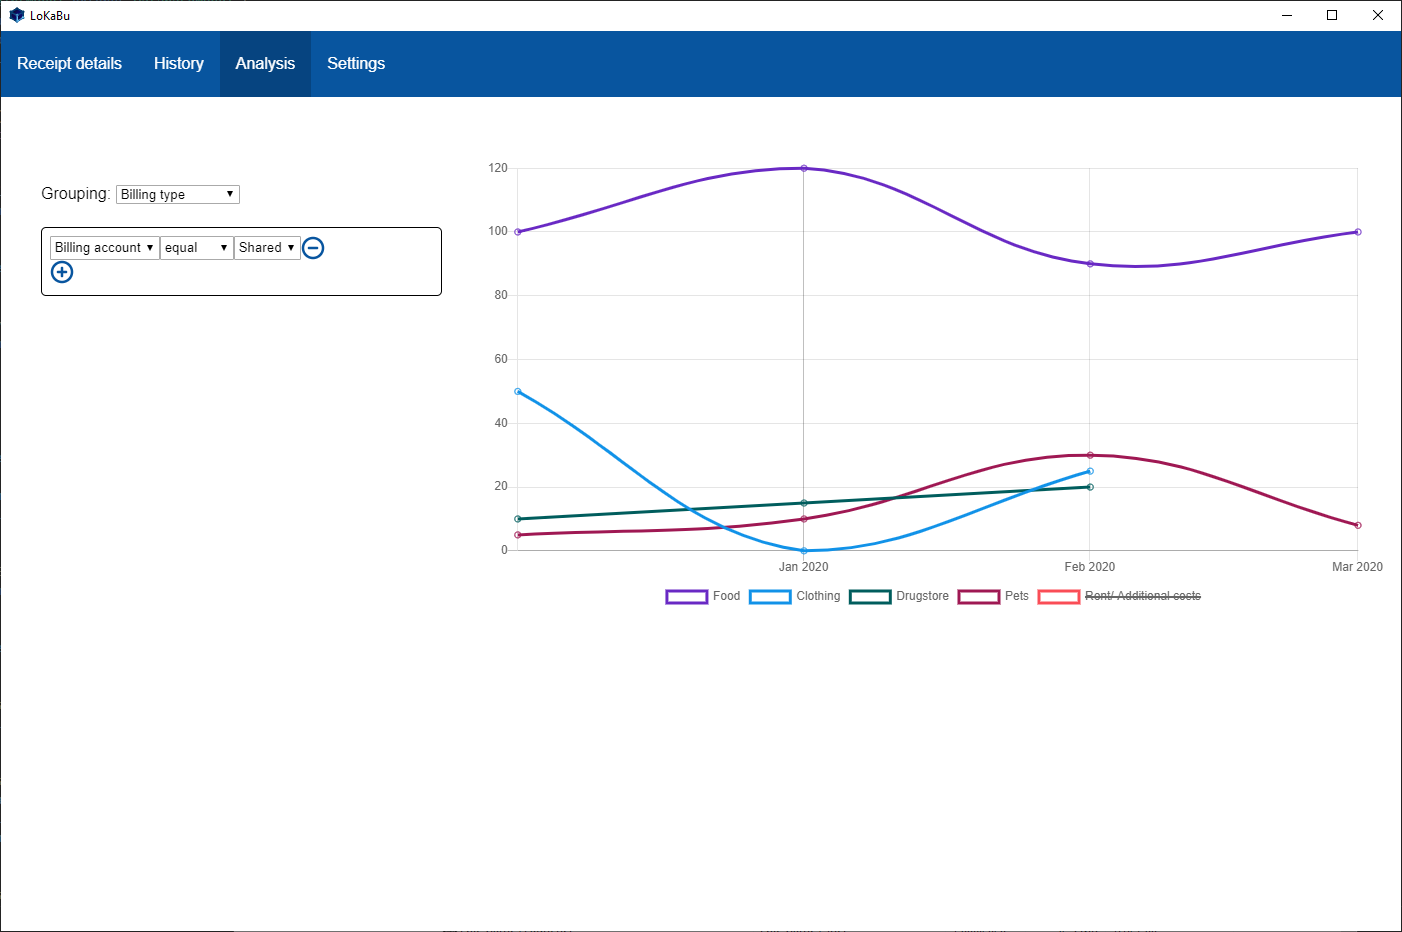 LoKaBu
Receipt details History Analysis Settings
Grouping: Billing type
Billing account equal Shared
120
100
80
60
40
20
0
Jan 2020 Feb 2020 Mar 2020
Food Clothing Drugstore Pets Rent/ Additional costs